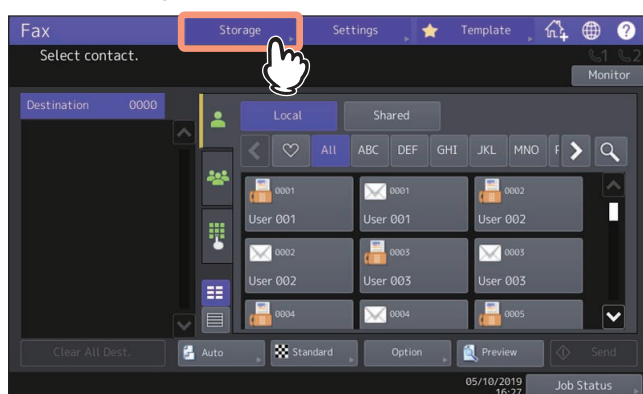 Fax
Storage
Settings
Template
?
Select contact.
1
2
Monitor
Destination 0000
Local
Shared
All
ABC
DEF
GHI
JKL
MNO
0001
User 001
0001
User 001
0002
User 002
0002
User 002
0003
User 003
0003
User 003
0004
0004
0005
Clear All Dest.
Auto
Standard
Option
Preview
Send
05/10/2019
16:27
Job Status